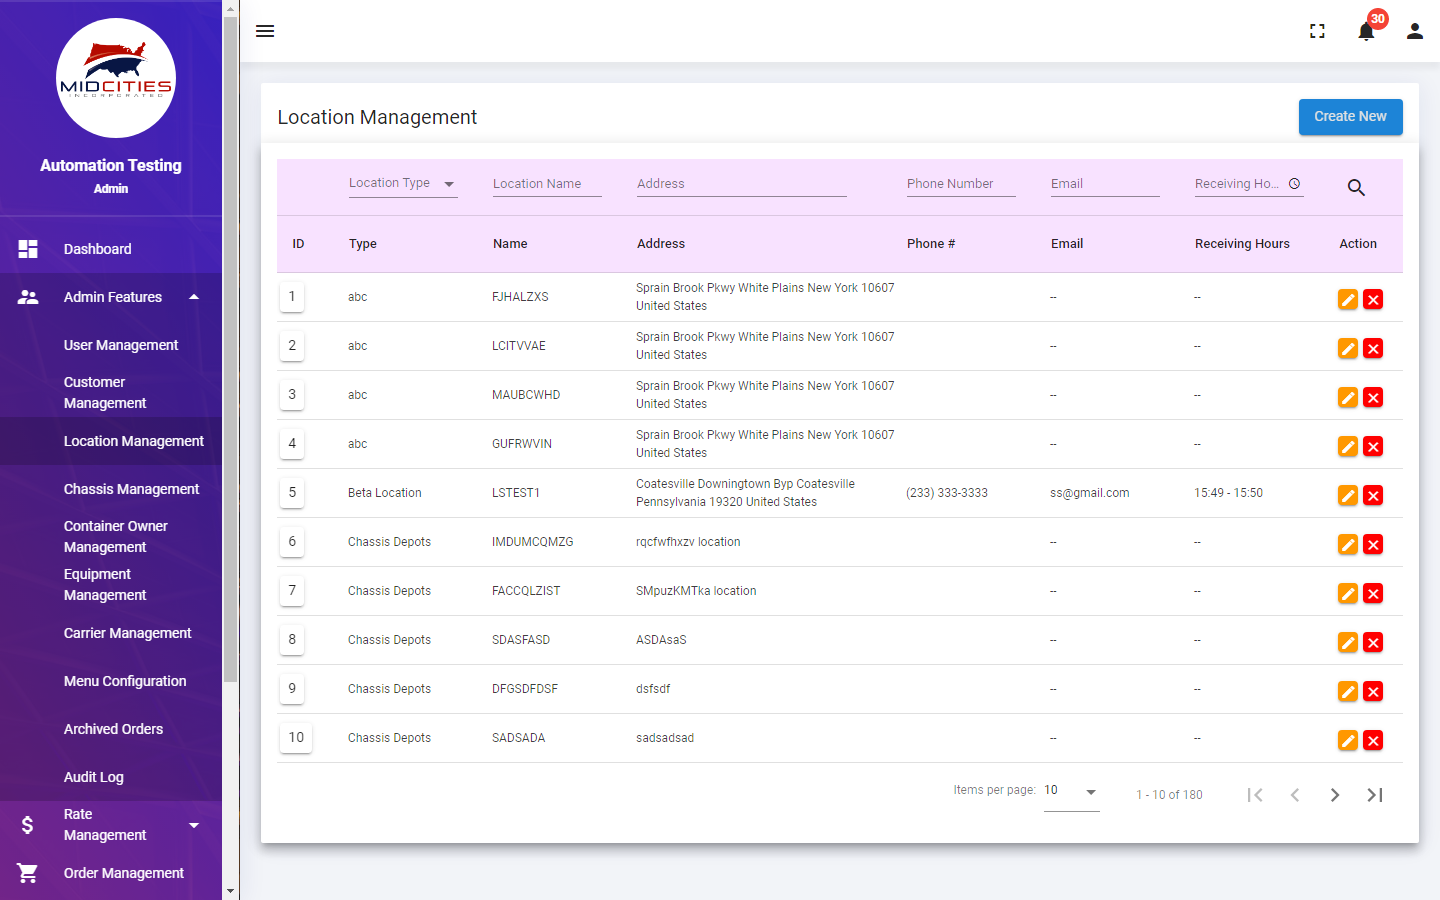 MIDCITIES
INCORPORATED
Automation Testing
Admin
Dashboard
Admin Features
User Management
Customer
Management
Location Management
Chassis Management
Container Owner
Management
Equipment
Management
Carrier Management
Menu Configuration
Archived Orders
Audit Log
Rate
Management
Order Management
30
Location Management
Create New
Location Type Location Name Address Phone Number Email Receiving Ho...
ID Type Name Address Phone # Email Receiving Hours Action
1 abc FJHALZXS Sprain Brook Pkwy White Plains New York 10607 -- --
United States
2 abc LCITVVAE Sprain Brook Pkwy White Plains New York 10607 -- --
United States
3 abc MAUBCWHD Sprain Brook Pkwy White Plains New York 10607 -- --
United States
4 abc GUFRWVIN Sprain Brook Pkwy White Plains New York 10607 -- --
United States
5 Beta Location LSTEST1 Coatesville Downingtown Byp Coatesville (233) 333-3333 ss@gmail.com 15:49 - 15:50
Pennsylvania 19320 United States
6 Chassis Depots IMDUMCQMZG rqcfwfhxzv location -- --
7 Chassis Depots FACCQLZIST SMpuzKMTka location -- --
8 Chassis Depots SDASFASD ASDAsaS -- --
9 Chassis Depots DFGSDFDSF dsfsdf -- --
10 Chassis Depots SADSADA sadsadsad -- --
Items per page: 10 1 - 10 of 180